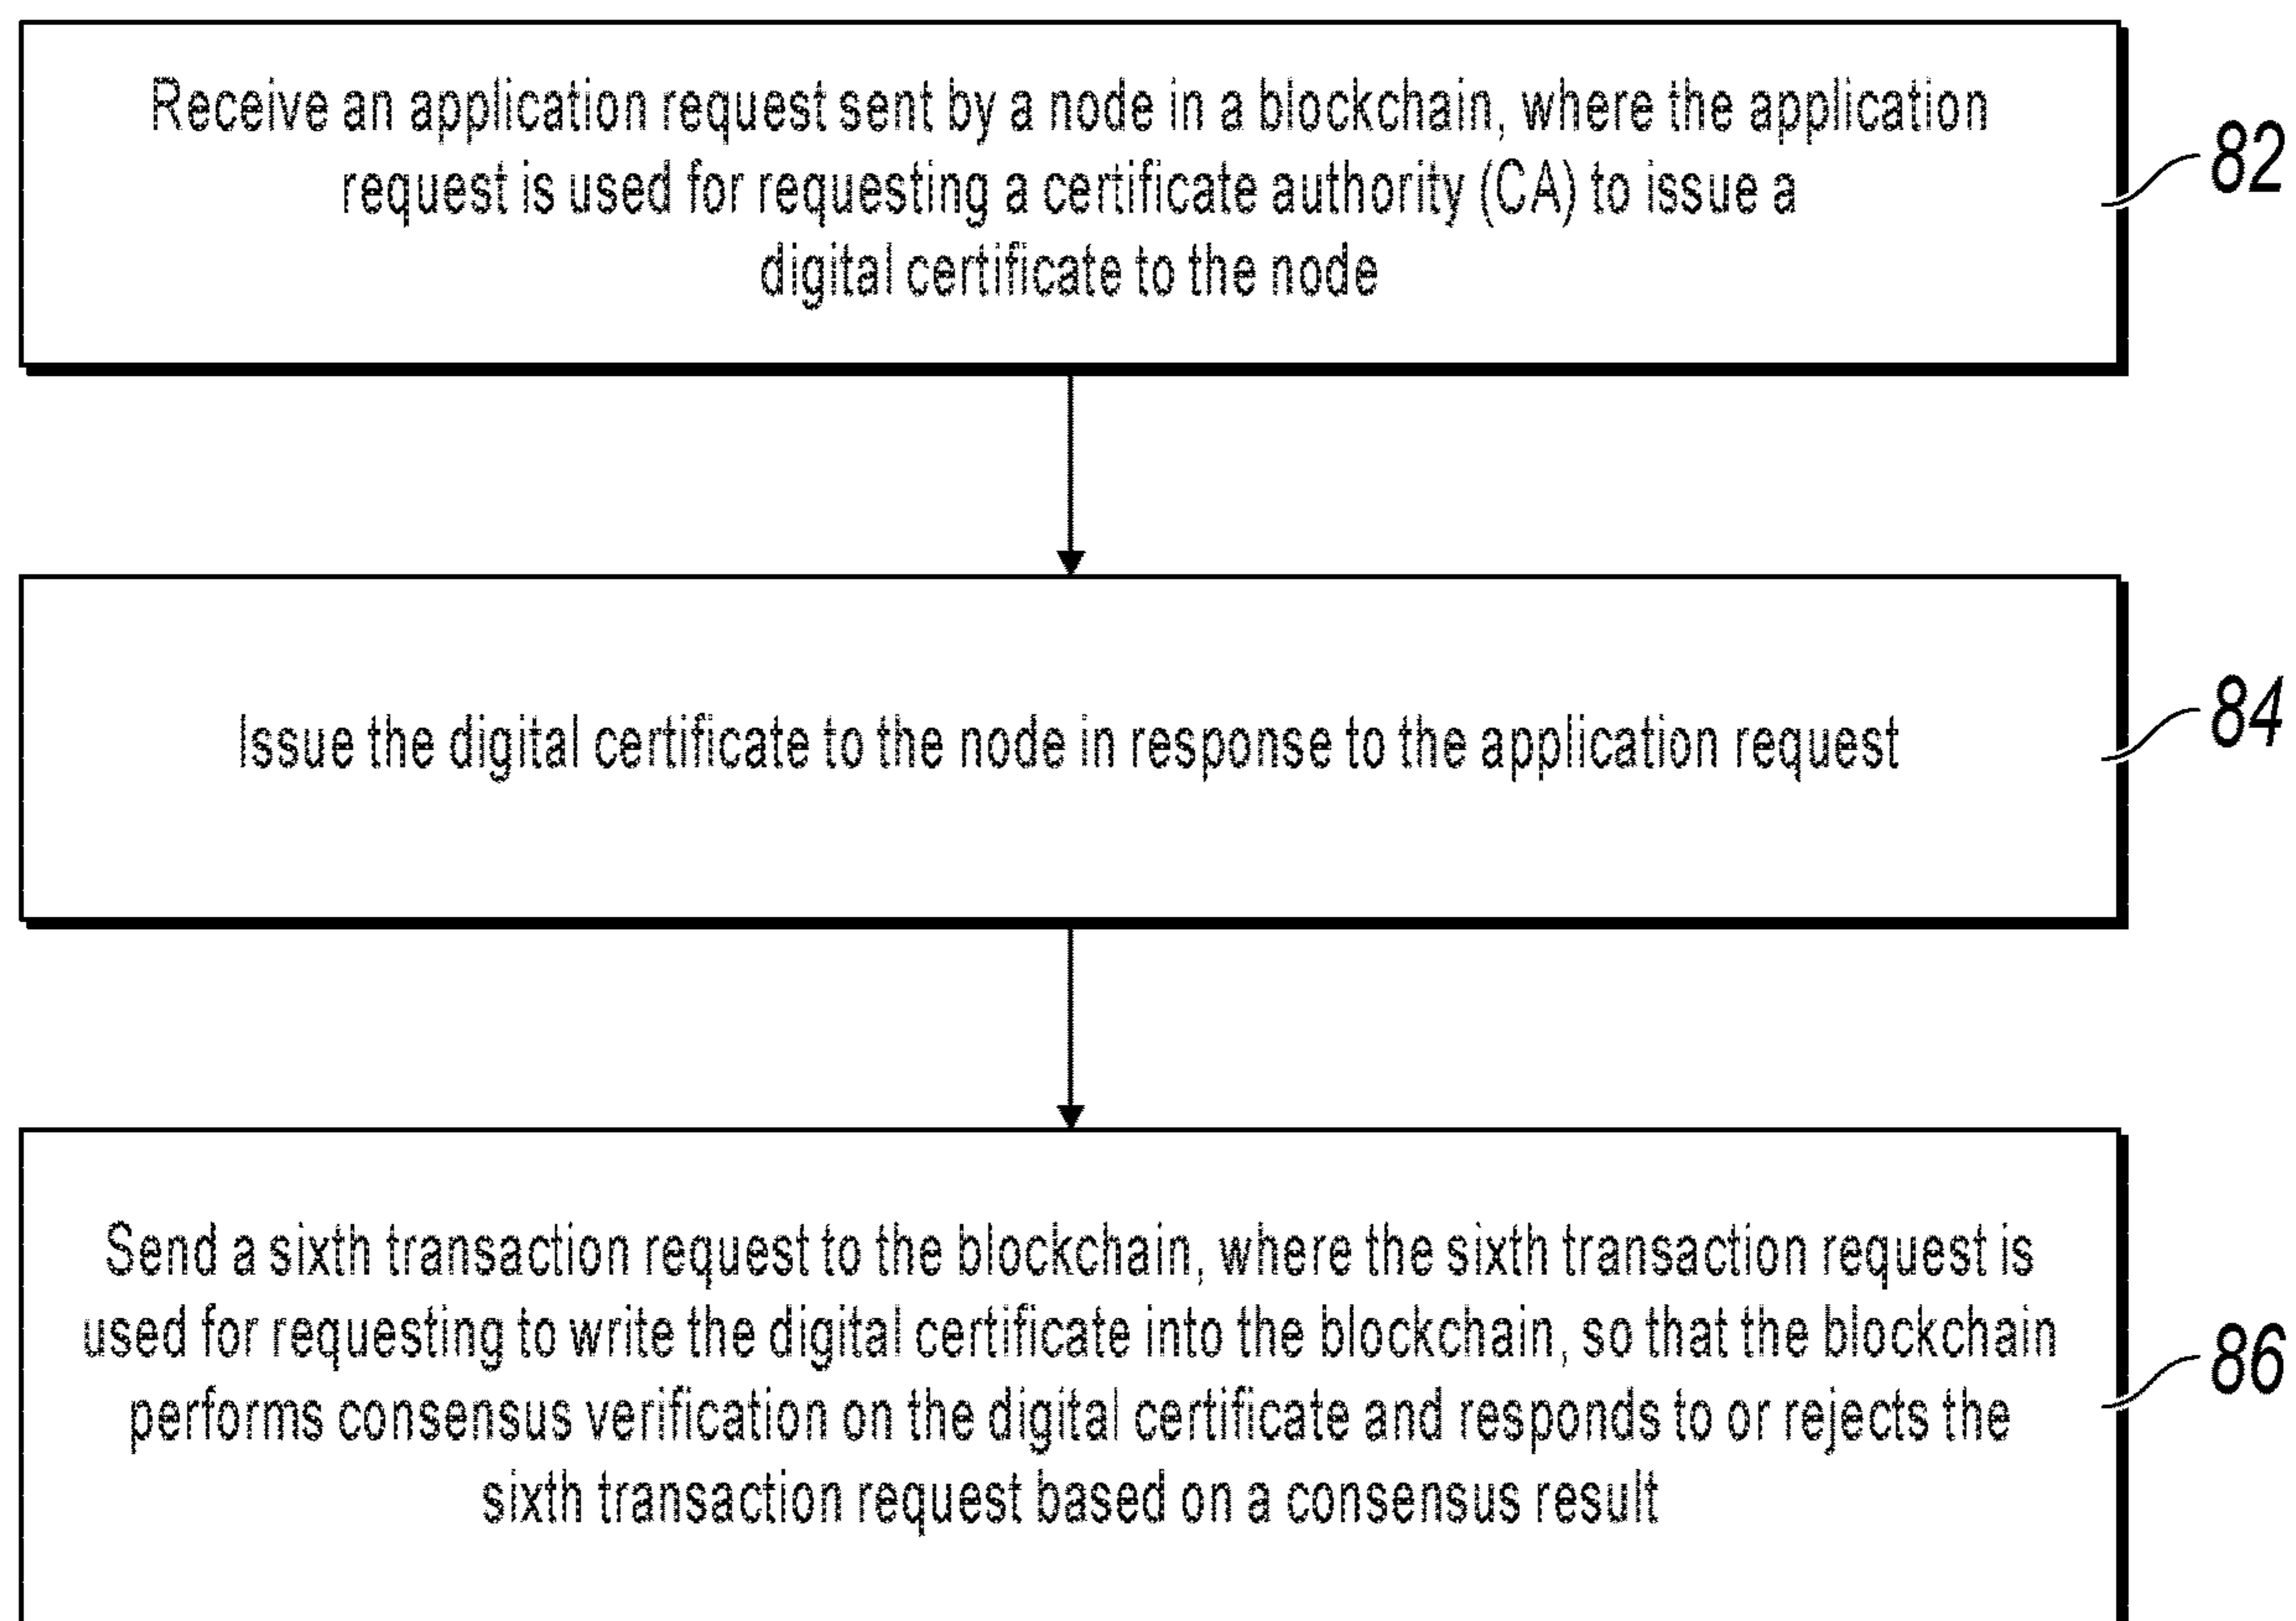 Receive an application request sent by a node in a blockchain, where the application
request is used for requesting a certificate authority (CA) to issue a
digital certificate to the node
82
Issue the digital certificate to the node in response to the application request
84
Send a sixth transaction request to the blockchain, where the sixth transaction request is
used for requesting to write the digital certificate into the blockchain, so that the blockchain
performs consensus verification on the digital certificate and responds to or rejects the
sixth transaction request based on a consensus result
86